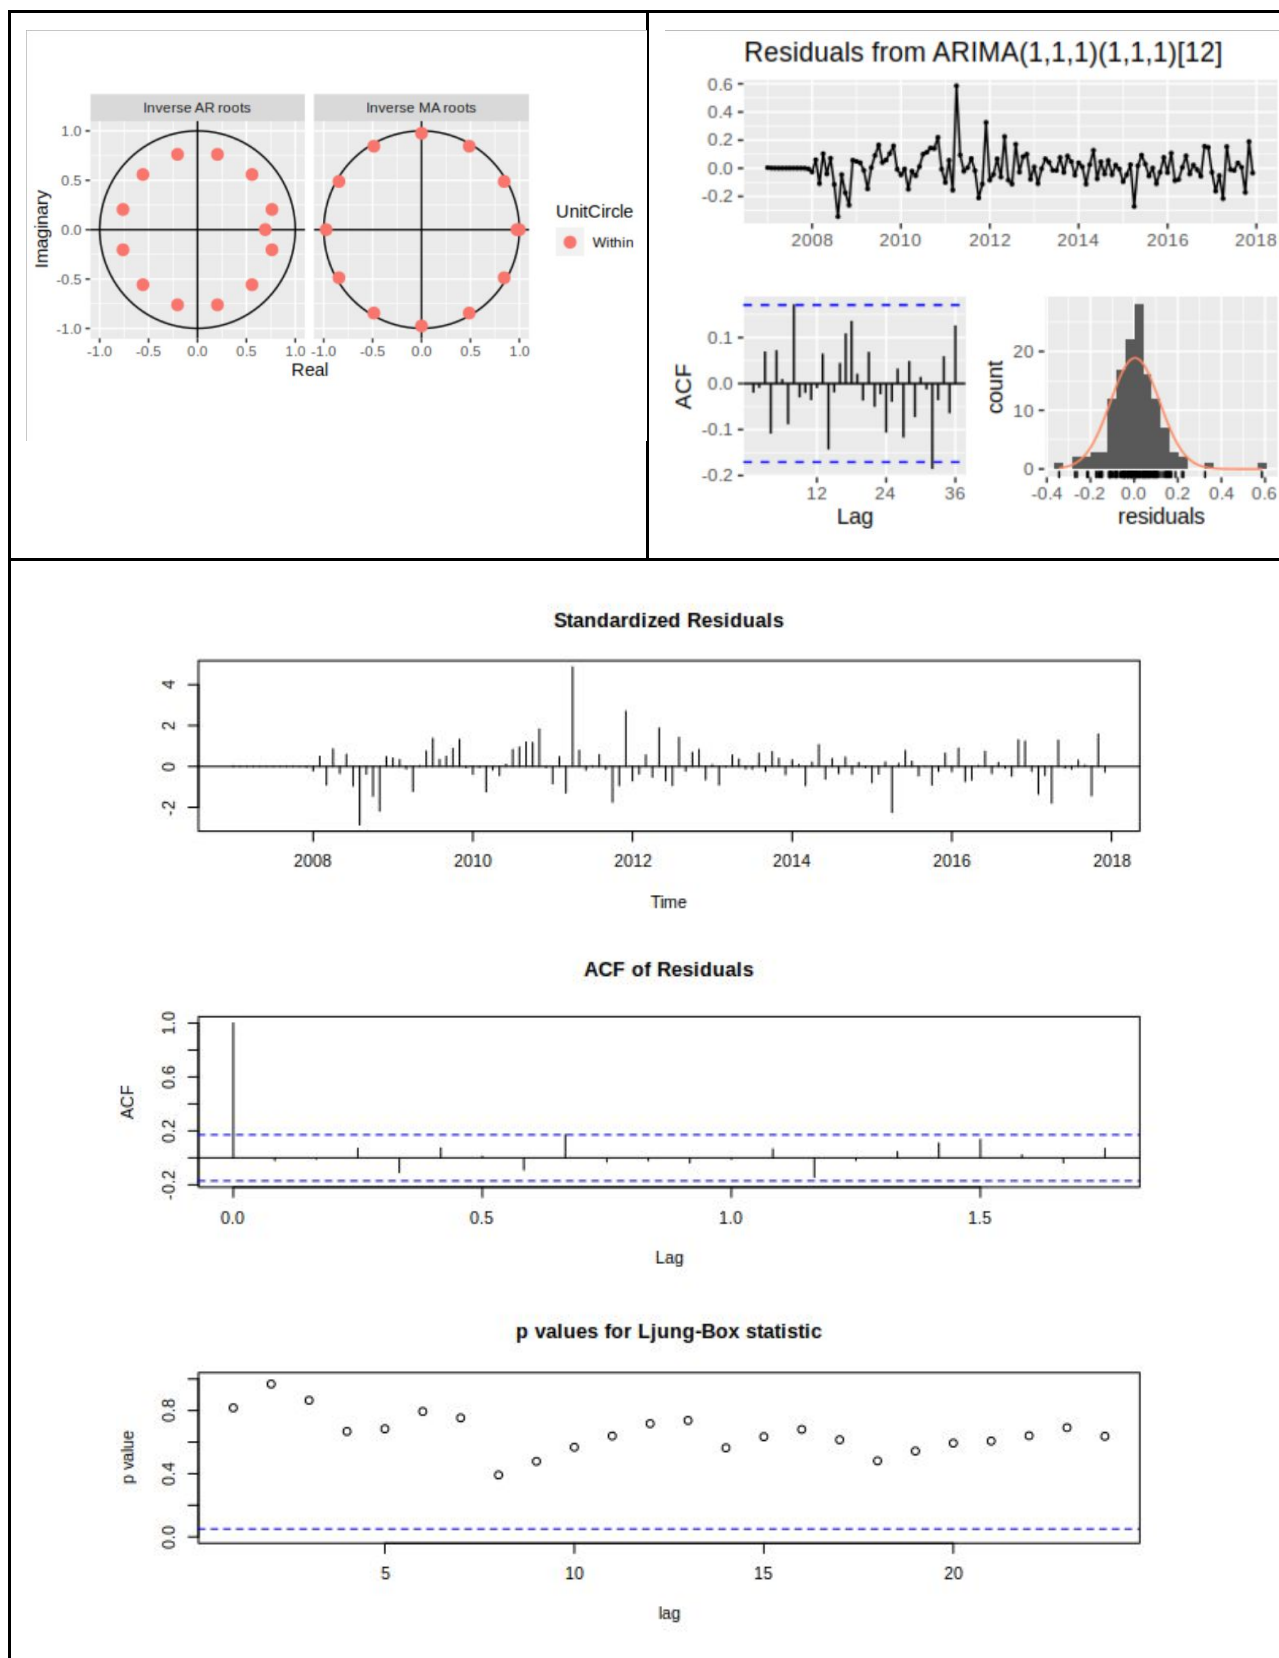 Inverse AR roots
Inverse MA roots
1.0
0.5
0.0
-0.5
-1.0
Imaginary
-1.0 -0.5 0.0 0.5 1.0 -1.0 -0.5 0.0 0.5 1.0
Real
UnitCircle
Within
Residuals from ARIMA(1,1,1)(1,1,1)[12]
0.6
0.4
0.2
0.0
-0.2
2008 2010 2012 2014 2016 2018
0.1
0.0
-0.1
-0.2
ACF
12 24 36
Lag
20
10
0
count
-0.4 -0.2 0.0 0.2 0.4 0.6
residuals
Standardized Residuals
4
2
0
-2
2008 2010 2012 2014 2016 2018
Time
ACF of Residuals
1.0
0.6
0.2
-0.2
ACF
0.0 0.5 1.0 1.5
Lag
p values for Ljung-Box statistic
0.8
0.4
0.0
p value
5 10 15 20
lag